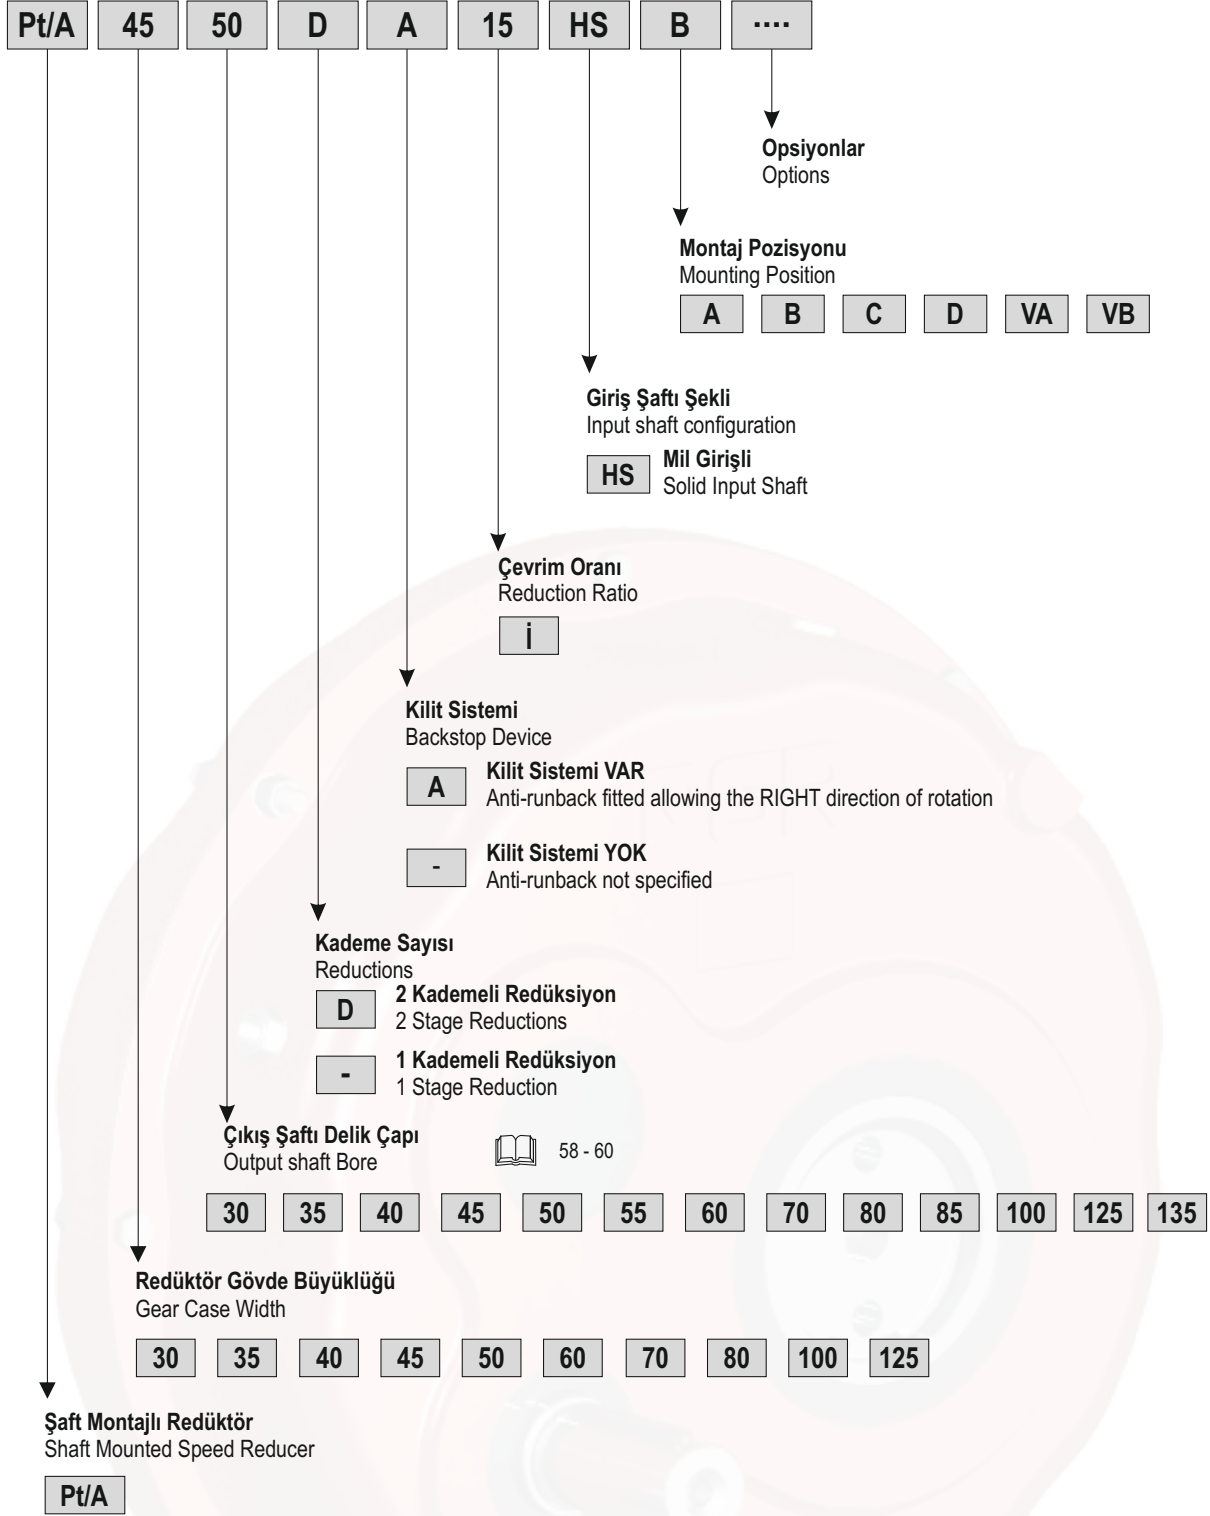 Pt/A 45 50 D A 15 HS B ....
Opsiyonlar
Options
Montaj Pozisyonu
Mounting Position
A B C D VA VB
Giriş Şaftı Şekli
Input shaft configuration
HS Mil Girişli
Solid Input Shaft
Çevrim Oranı
Reduction Ratio
İ
Kilit Sistemi
Backstop Device
A Kilit Sistemi VAR
Anti-runback fitted allowing the RIGHT direction of rotation
- Kilit Sistemi YOK
Anti-runback not specified
Kademe Sayısı
Reductions
D 2 Kademeli Redüksiyon
2 Stage Reductions
- 1 Kademeli Redüksiyon
1 Stage Reduction
Çıkış Şaftı Delik Çapı
Output shaft Bore
58 - 60
30 35 40 45 50 55 60 70 80 85 100 125 135
Redüktör Gövde Büyüklüğü
Gear Case Width
30 35 40 45 50 60 70 80 100 125
Şaft Montajlı Redüktör
Shaft Mounted Speed Reducer
Pt/A